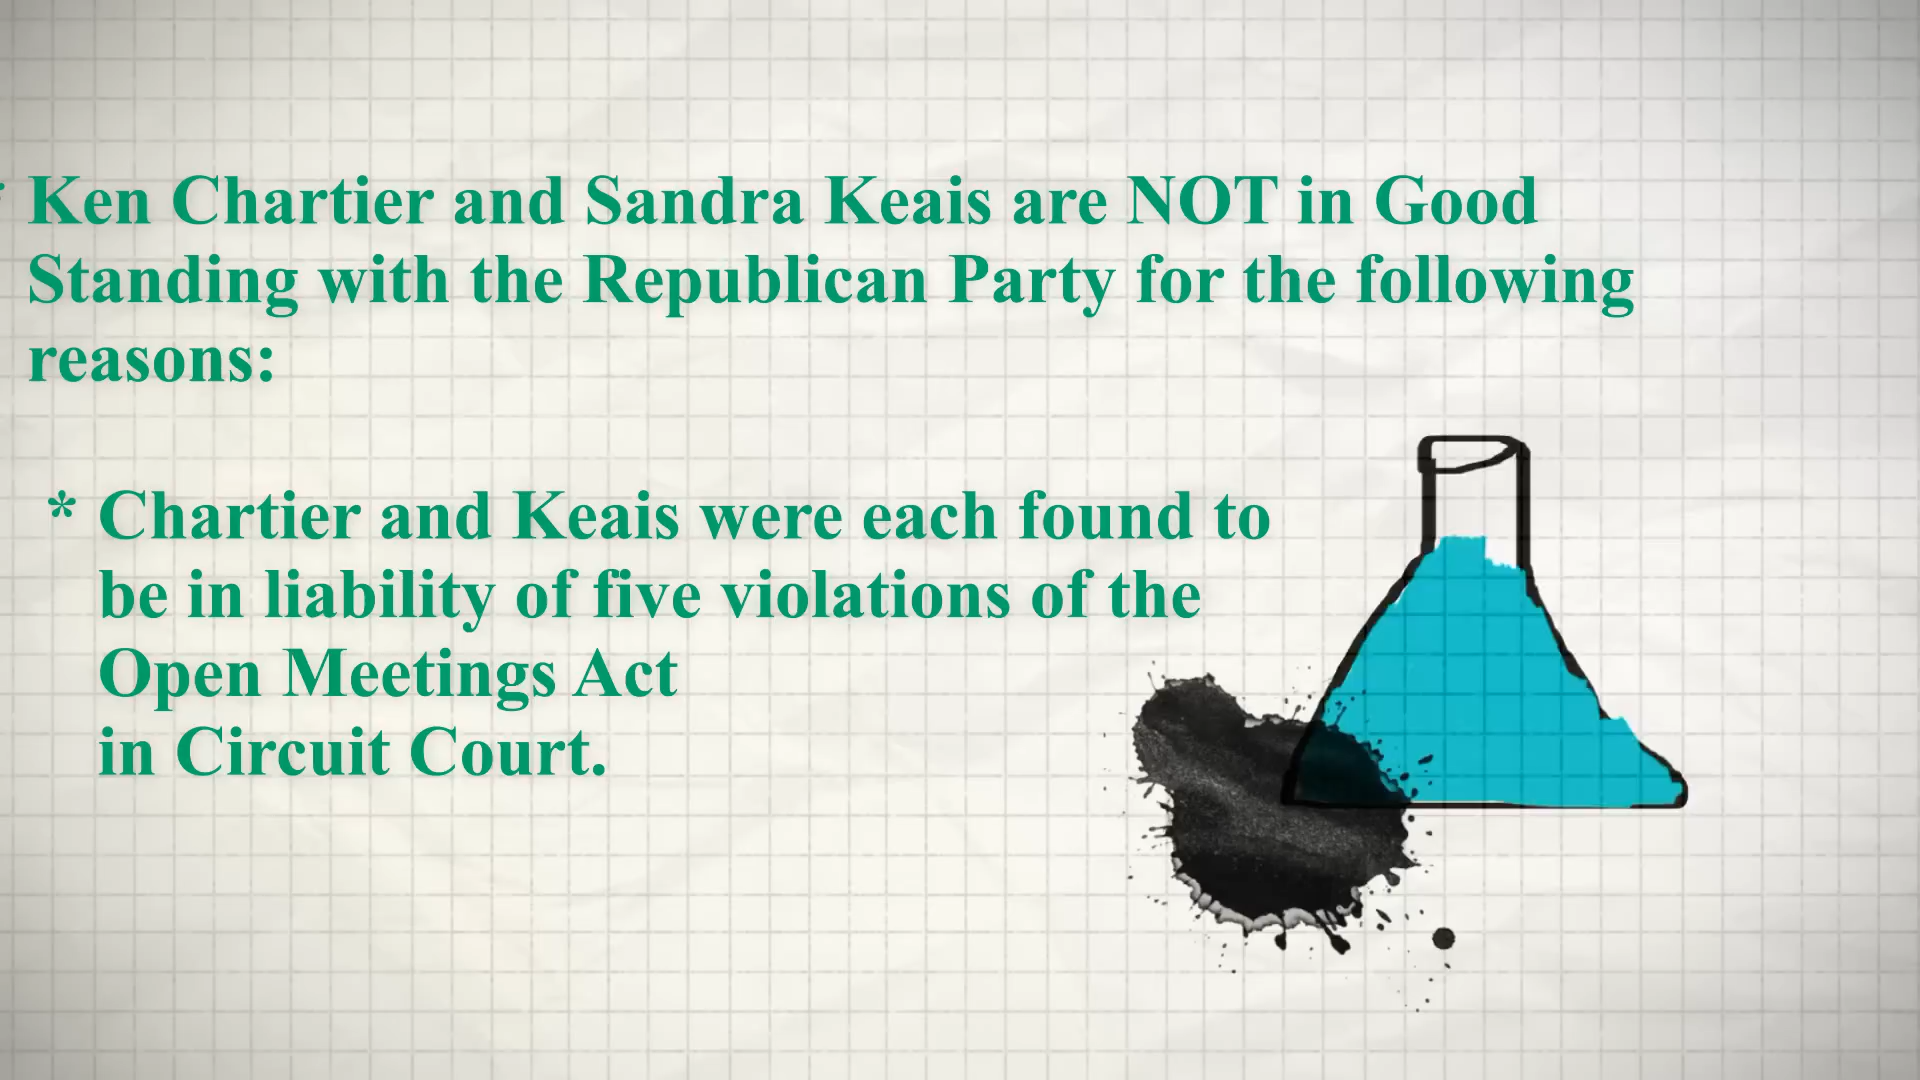 * Ken Chartier and Sandra Keais are NOT in Good
Standing with the Republican Party for the following
reasons:
* Chartier and Keais were each found to
be in liability of five violations of the
Open Meetings Act
in Circuit Court.